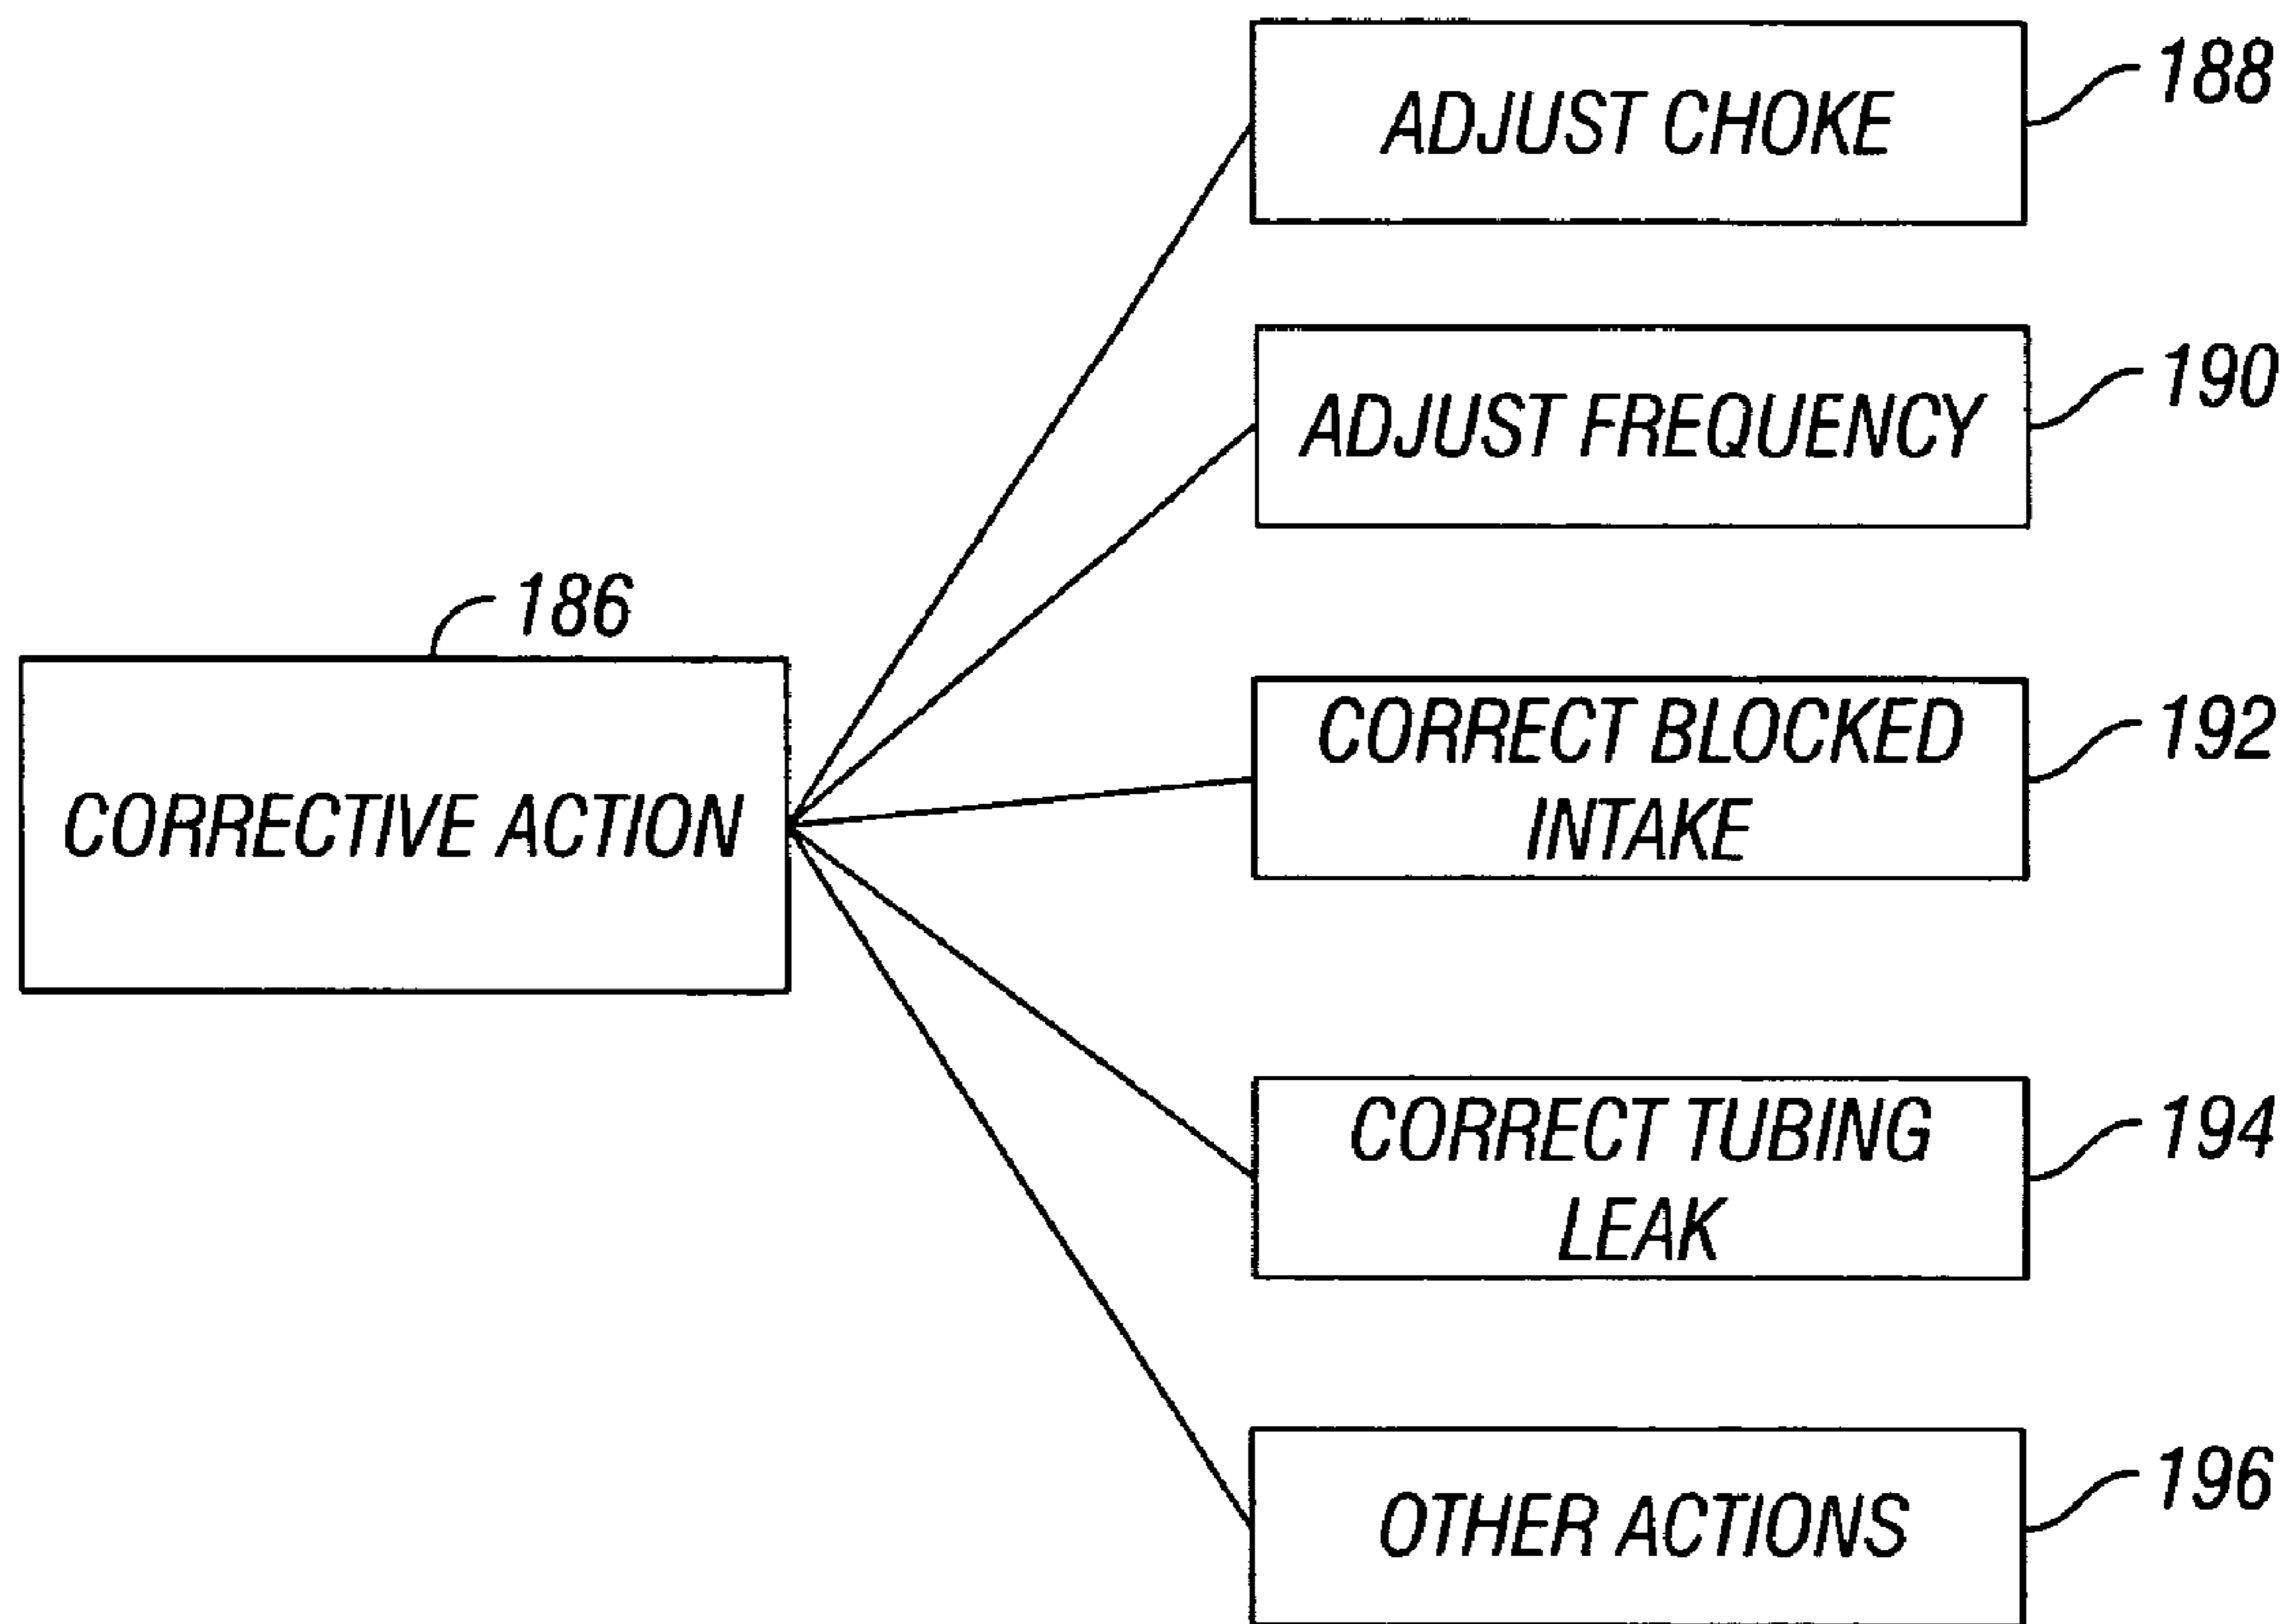 ADJUST CHOKE
188
ADJUST FREQUENCY
190
186
CORRECTIVE ACTION
CORRECT BLOCKED
INTAKE
192
CORRECT TUBING
LEAK
194
OTHER ACTIONS
196